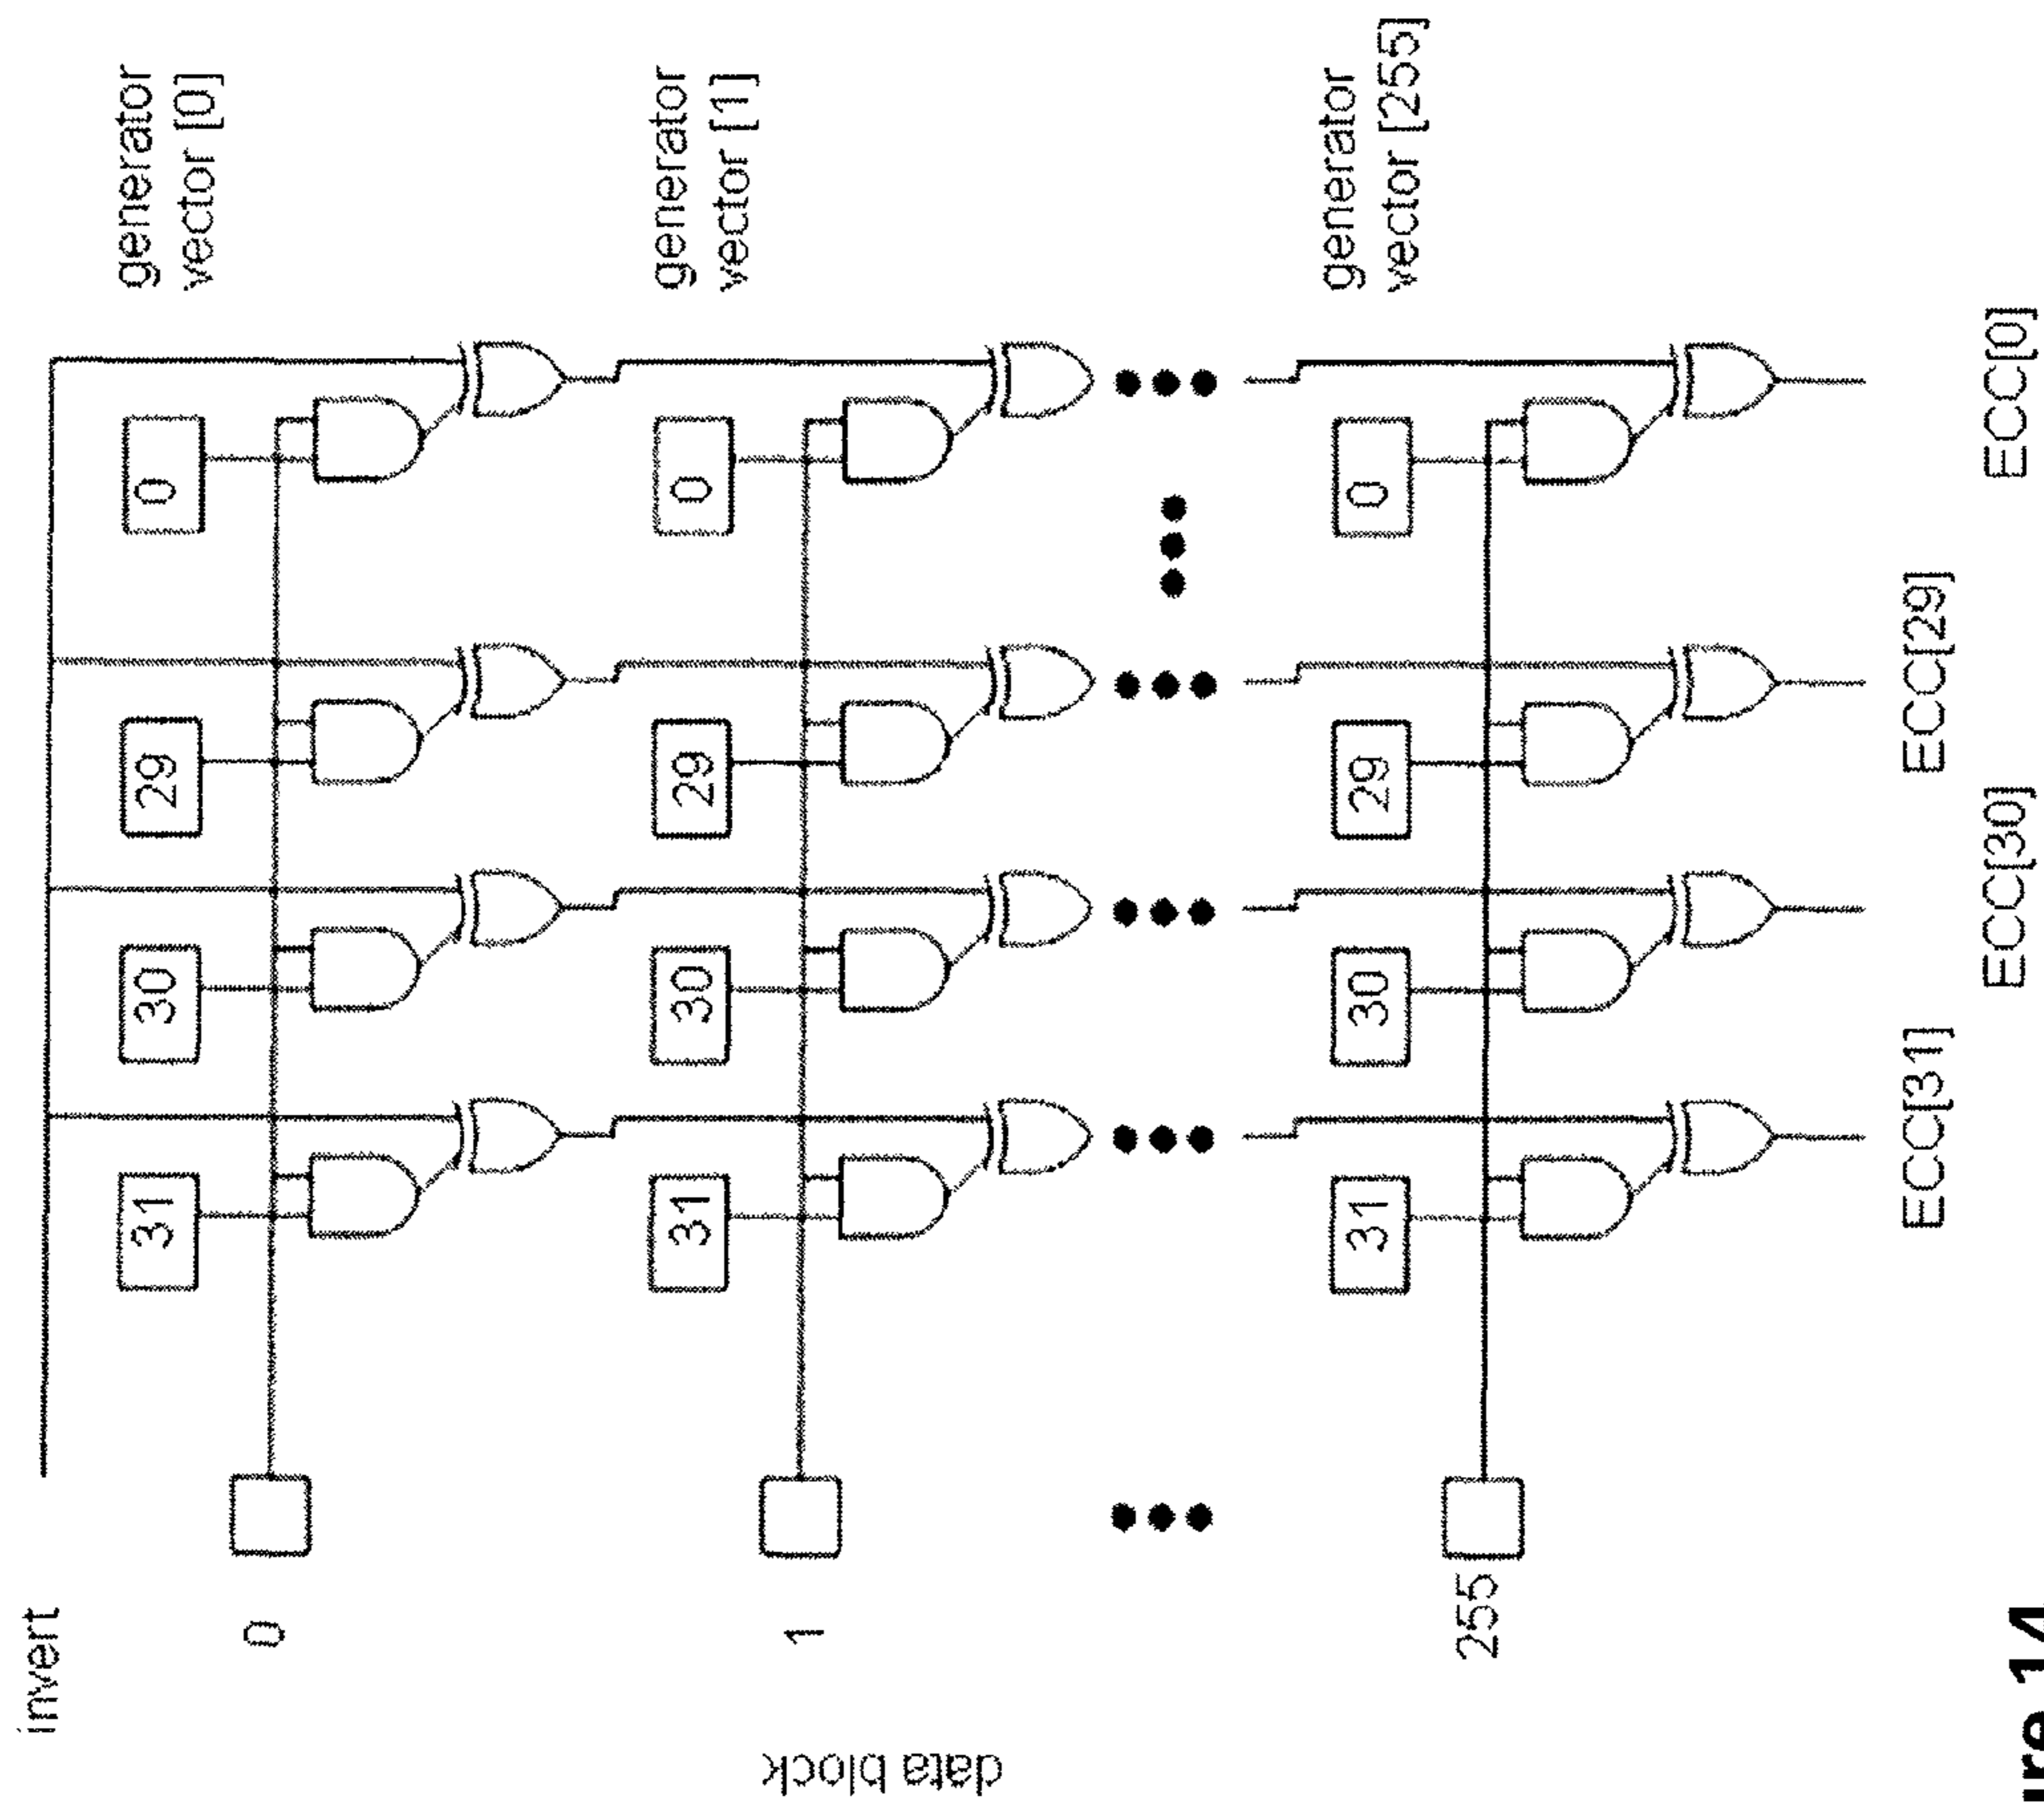 invert
generator
vector [0]
31
30
29
0
0
generator
vector [1]
31
30
29
0
1
data block
generator
vector [255]
31
30
29
0
255
ECC[31]
ECC[30]
ECC[29]
ECC[0]
14